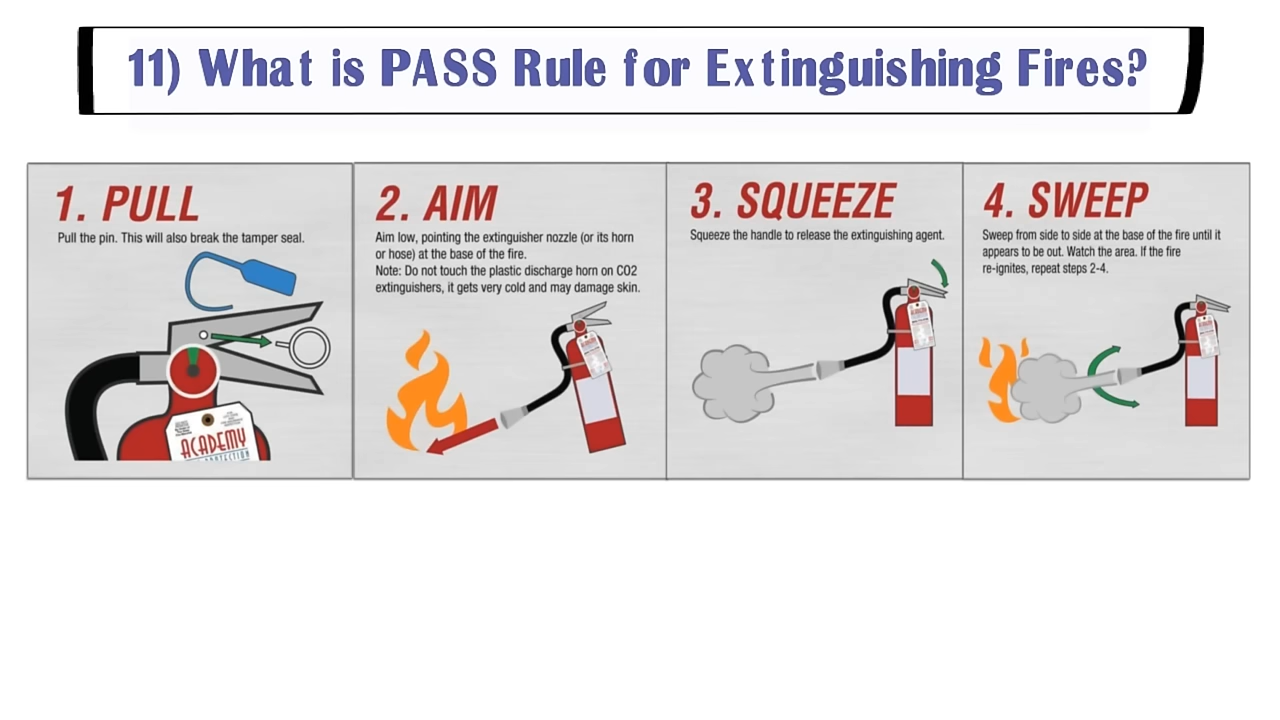 11) What is PASS Rule for Extinguishing Fires?
1. PULL
Pull the pin. This will also break the tamper seal.
ACADEMY
2. AIM
Aim low, pointing the extinguisher nozzle (or its horn
or hose) at the base of the fire.
Note: Do not touch the plastic discharge horn on CO2
extinguishers, it gets very cold and may damage skin.
3. SQUEEZE
Squeeze the handle to release the extinguishing agent.
4. SWEEP
Sweep from side to side at the base of the fire until it
appears to be out. Watch the area. If the fire
re-ignites, repeat steps 2-4.